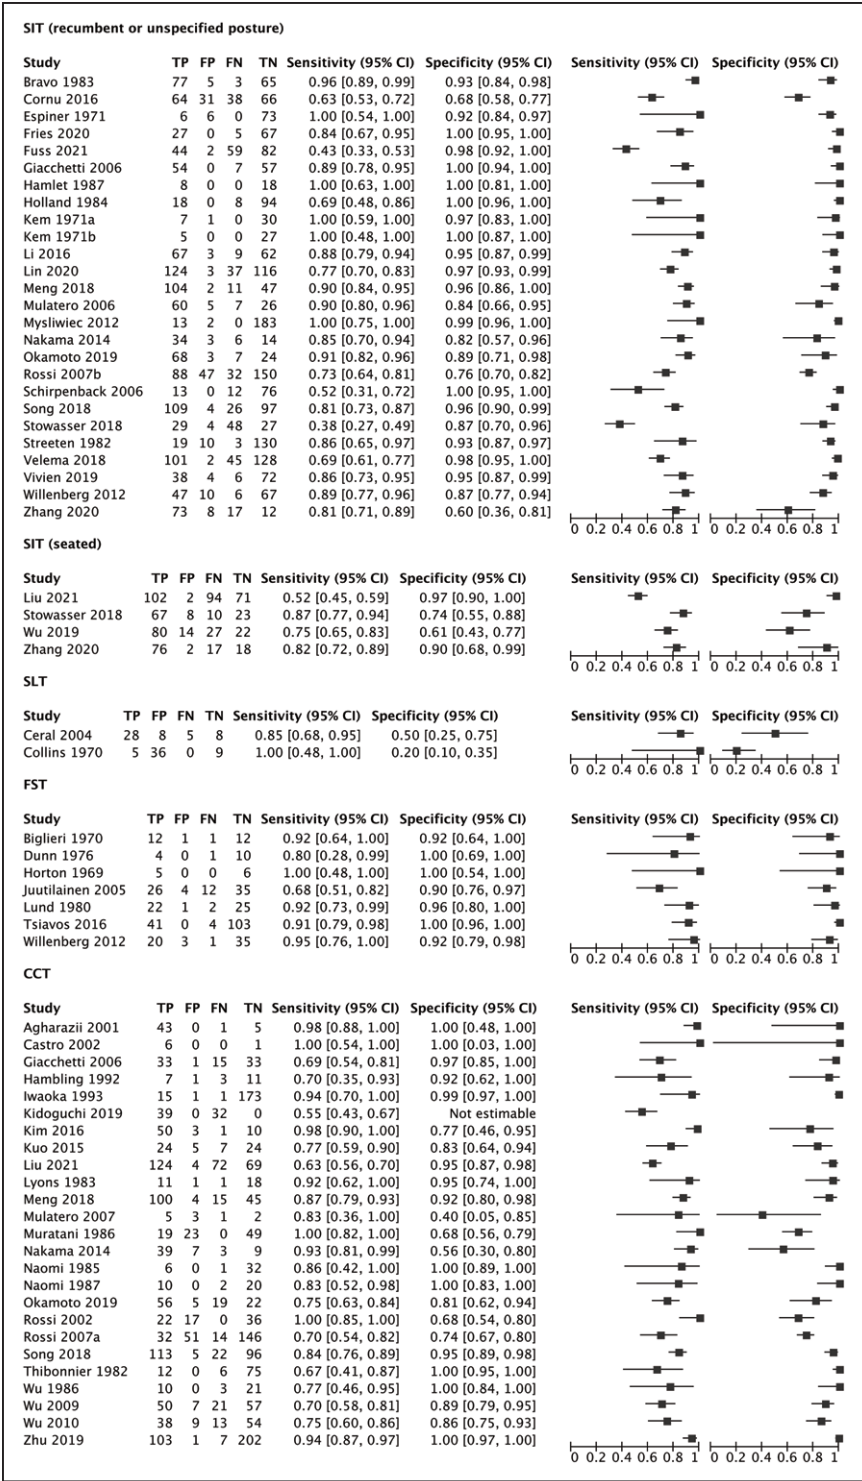 SIT (recumbent or unspecified posture)
Study TP FP FN TN Sensitivity (95% CI) Specificity (95% CI) Sensitivity (95% CI) Specificity (95% CI)
Bravo 1983 77 5 3 65 0.96 [0.89, 0.99] 0.93 [0.84, 0.98]
Cornu 2016 64 31 38 66 0.63 [0.53, 0.72] 0.68 [0.58, 0.77]
Espiner 1971 6 6 0 73 1.00 [0.54, 1.00] 0.92 [0.84, 0.97]
Fries 2020 27 0 5 67 0.84 [0.67, 0.95] 1.00 [0.95, 1.00]
Fuss 2021 44 2 59 82 0.43 [0.33, 0.53] 0.98 [0.92, 1.00]
Giacchetti 2006 54 0 7 57 0.89 [0.78, 0.95] 1.00 [0.94, 1.00]
Hamlet 1987 8 0 0 18 1.00 [0.63, 1.00] 1.00 [0.81, 1.00]
Holland 1984 18 0 8 94 0.69 [0.48, 0.86] 1.00 [0.96, 1.00]
Kem 1971a 7 1 0 30 1.00 [0.59, 1.00] 0.97 [0.83, 1.00]
Kem 1971b 5 0 0 27 1.00 [0.48, 1.00] 1.00 [0.87, 1.00]
Li 2016 67 3 9 62 0.88 [0.79, 0.94] 0.95 [0.87, 0.99]
Lin 2020 124 3 37 116 0.77 [0.70, 0.83] 0.97 [0.93, 0.99]
Meng 2018 104 2 11 47 0.90 [0.84, 0.95] 0.96 [0.86, 1.00]
Mulatero 2006 60 5 7 26 0.90 [0.80, 0.96] 0.84 [0.66, 0.95]
Mysliwec 2012 13 2 0 183 1.00 [0.75, 1.00] 0.99 [0.96, 1.00]
Nakama 2014 34 3 6 14 0.85 [0.70, 0.94] 0.82 [0.57, 0.96]
Okamoto 2019 68 3 7 24 0.91 [0.82, 0.96] 0.89 [0.71, 0.98]
Rossi 2007b 88 47 32 150 0.73 [0.64, 0.81] 0.76 [0.70, 0.82]
Schirpenback 2006 13 0 12 76 0.52 [0.31, 0.72] 1.00 [0.95, 1.00]
Song 2018 109 4 26 97 0.81 [0.73, 0.87] 0.96 [0.90, 0.99]
Stowasser 2018 29 4 48 27 0.38 [0.27, 0.49] 0.87 [0.70, 0.96]
Streeten 1982 19 10 3 130 0.86 [0.65, 0.97] 0.93 [0.87, 0.97]
Velema 2018 101 2 45 128 0.69 [0.61, 0.77] 0.98 [0.95, 1.00]
Vivien 2019 38 4 6 72 0.86 [0.73, 0.95] 0.95 [0.87, 0.99]
Willenberg 2012 47 10 6 67 0.89 [0.77, 0.96] 0.87 [0.77, 0.94]
Zhang 2020 73 8 17 12 0.81 [0.71, 0.89] 0.60 [0.36, 0.81]
0 0.2 0.4 0.6 0.8 1 0 0.2 0.4 0.6 0.8 1
SIT (seated)
Study TP FP FN TN Sensitivity (95% CI) Specificity (95% CI) Sensitivity (95% CI) Specificity (95% CI)
Liu 2021 102 2 94 71 0.52 [0.45, 0.59] 0.97 [0.90, 1.00]
Stowasser 2018 67 8 10 23 0.87 [0.77, 0.94] 0.74 [0.55, 0.88]
Wu 2019 80 14 27 22 0.75 [0.65, 0.83] 0.61 [0.43, 0.77]
Zhang 2020 76 2 17 18 0.82 [0.72, 0.89] 0.90 [0.68, 0.99]
0 0.2 0.4 0.6 0.8 1 0 0.2 0.4 0.6 0.8 1
SLT
Study TP FP FN TN Sensitivity (95% CI) Specificity (95% CI) Sensitivity (95% CI) Specificity (95% CI)
Ceral 2004 28 8 5 8 0.85 [0.68, 0.95] 0.50 [0.25, 0.75]
Collins 1970 5 36 0 9 1.00 [0.48, 1.00] 0.20 [0.10, 0.35]
0 0.2 0.4 0.6 0.8 1 0 0.2 0.4 0.6 0.8 1
FST
Study TP FP FN TN Sensitivity (95% CI) Specificity (95% CI) Sensitivity (95% CI) Specificity (95% CI)
Biglieri 1970 12 1 1 12 0.92 [0.64, 1.00] 0.92 [0.64, 1.00]
Dunn 1976 4 0 1 10 0.80 [0.28, 0.99] 1.00 [0.69, 1.00]
Horton 1969 5 0 0 6 1.00 [0.48, 1.00] 1.00 [0.54, 1.00]
Juutilainen 2005 26 4 12 35 0.68 [0.51, 0.82] 0.90 [0.76, 0.97]
Lund 1980 22 1 2 25 0.92 [0.73, 0.99] 0.96 [0.80, 1.00]
Tsiavos 2016 41 0 4 103 0.91 [0.79, 0.98] 1.00 [0.96, 1.00]
Willenberg 2012 20 3 1 35 0.95 [0.76, 1.00] 0.92 [0.79, 0.98]
0 0.2 0.4 0.6 0.8 1 0 0.2 0.4 0.6 0.8 1
CCT
Study TP FP FN TN Sensitivity (95% CI) Specificity (95% CI) Sensitivity (95% CI) Specificity (95% CI)
Agharazii 2001 43 0 1 5 0.98 [0.88, 1.00] 1.00 [0.48, 1.00]
Castro 2002 6 0 0 1 1.00 [0.54, 1.00] 1.00 [0.03, 1.00]
Giacchetti 2006 33 1 15 33 0.69 [0.54, 0.81] 0.97 [0.85, 1.00]
Hambling 1992 7 1 3 11 0.70 [0.35, 0.93] 0.92 [0.62, 1.00]
Iwaoka 1993 15 1 1 173 0.94 [0.70, 1.00] 0.99 [0.97, 1.00]
Kidoguchi 2019 39 0 32 0 0.55 [0.43, 0.67] Not estimable
Kim 2016 50 3 1 10 0.98 [0.90, 1.00] 0.77 [0.46, 0.95]
Kuo 2015 24 5 7 24 0.77 [0.59, 0.90] 0.83 [0.64, 0.94]
Liu 2021 124 4 72 69 0.63 [0.56, 0.70] 0.95 [0.87, 0.98]
Lyons 1983 11 1 1 18 0.92 [0.62, 1.00] 0.95 [0.74, 1.00]
Meng 2018 100 4 15 45 0.87 [0.79, 0.93] 0.92 [0.80, 0.98]
Mulatero 2007 5 3 1 2 0.83 [0.36, 1.00] 0.40 [0.05, 0.85]
Muratani 1986 19 23 0 49 1.00 [0.82, 1.00] 0.68 [0.56, 0.79]
Nakama 2014 39 7 3 9 0.93 [0.81, 0.99] 0.56 [0.30, 0.80]
Naomi 1985 6 0 1 32 0.86 [0.42, 1.00] 1.00 [0.89, 1.00]
Naomi 1987 10 0 2 20 0.83 [0.52, 0.98] 1.00 [0.83, 1.00]
Okamoto 2019 56 5 19 22 0.75 [0.63, 0.84] 0.81 [0.62, 0.94]
Rossi 2002 22 17 0 36 1.00 [0.85, 1.00] 0.68 [0.54, 0.80]
Rossi 2007a 32 51 14 146 0.70 [0.54, 0.82] 0.74 [0.67, 0.80]
Song 2018 113 5 22 96 0.84 [0.76, 0.89] 0.95 [0.89, 0.98]
Thibonnier 1982 12 0 6 75 0.67 [0.41, 0.87] 1.00 [0.95, 1.00]
Wu 1986 10 0 3 21 0.77 [0.46, 0.95] 1.00 [0.84, 1.00]
Wu 2009 50 7 21 57 0.70 [0.58, 0.81] 0.89 [0.79, 0.95]
Wu 2010 38 9 13 54 0.75 [0.60, 0.86] 0.86 [0.75, 0.93]
Zhu 2019 103 1 7 202 0.94 [0.87, 0.97] 1.00 [0.97, 1.00]
0 0.2 0.4 0.6 0.8 1 0 0.2 0.4 0.6 0.8 1